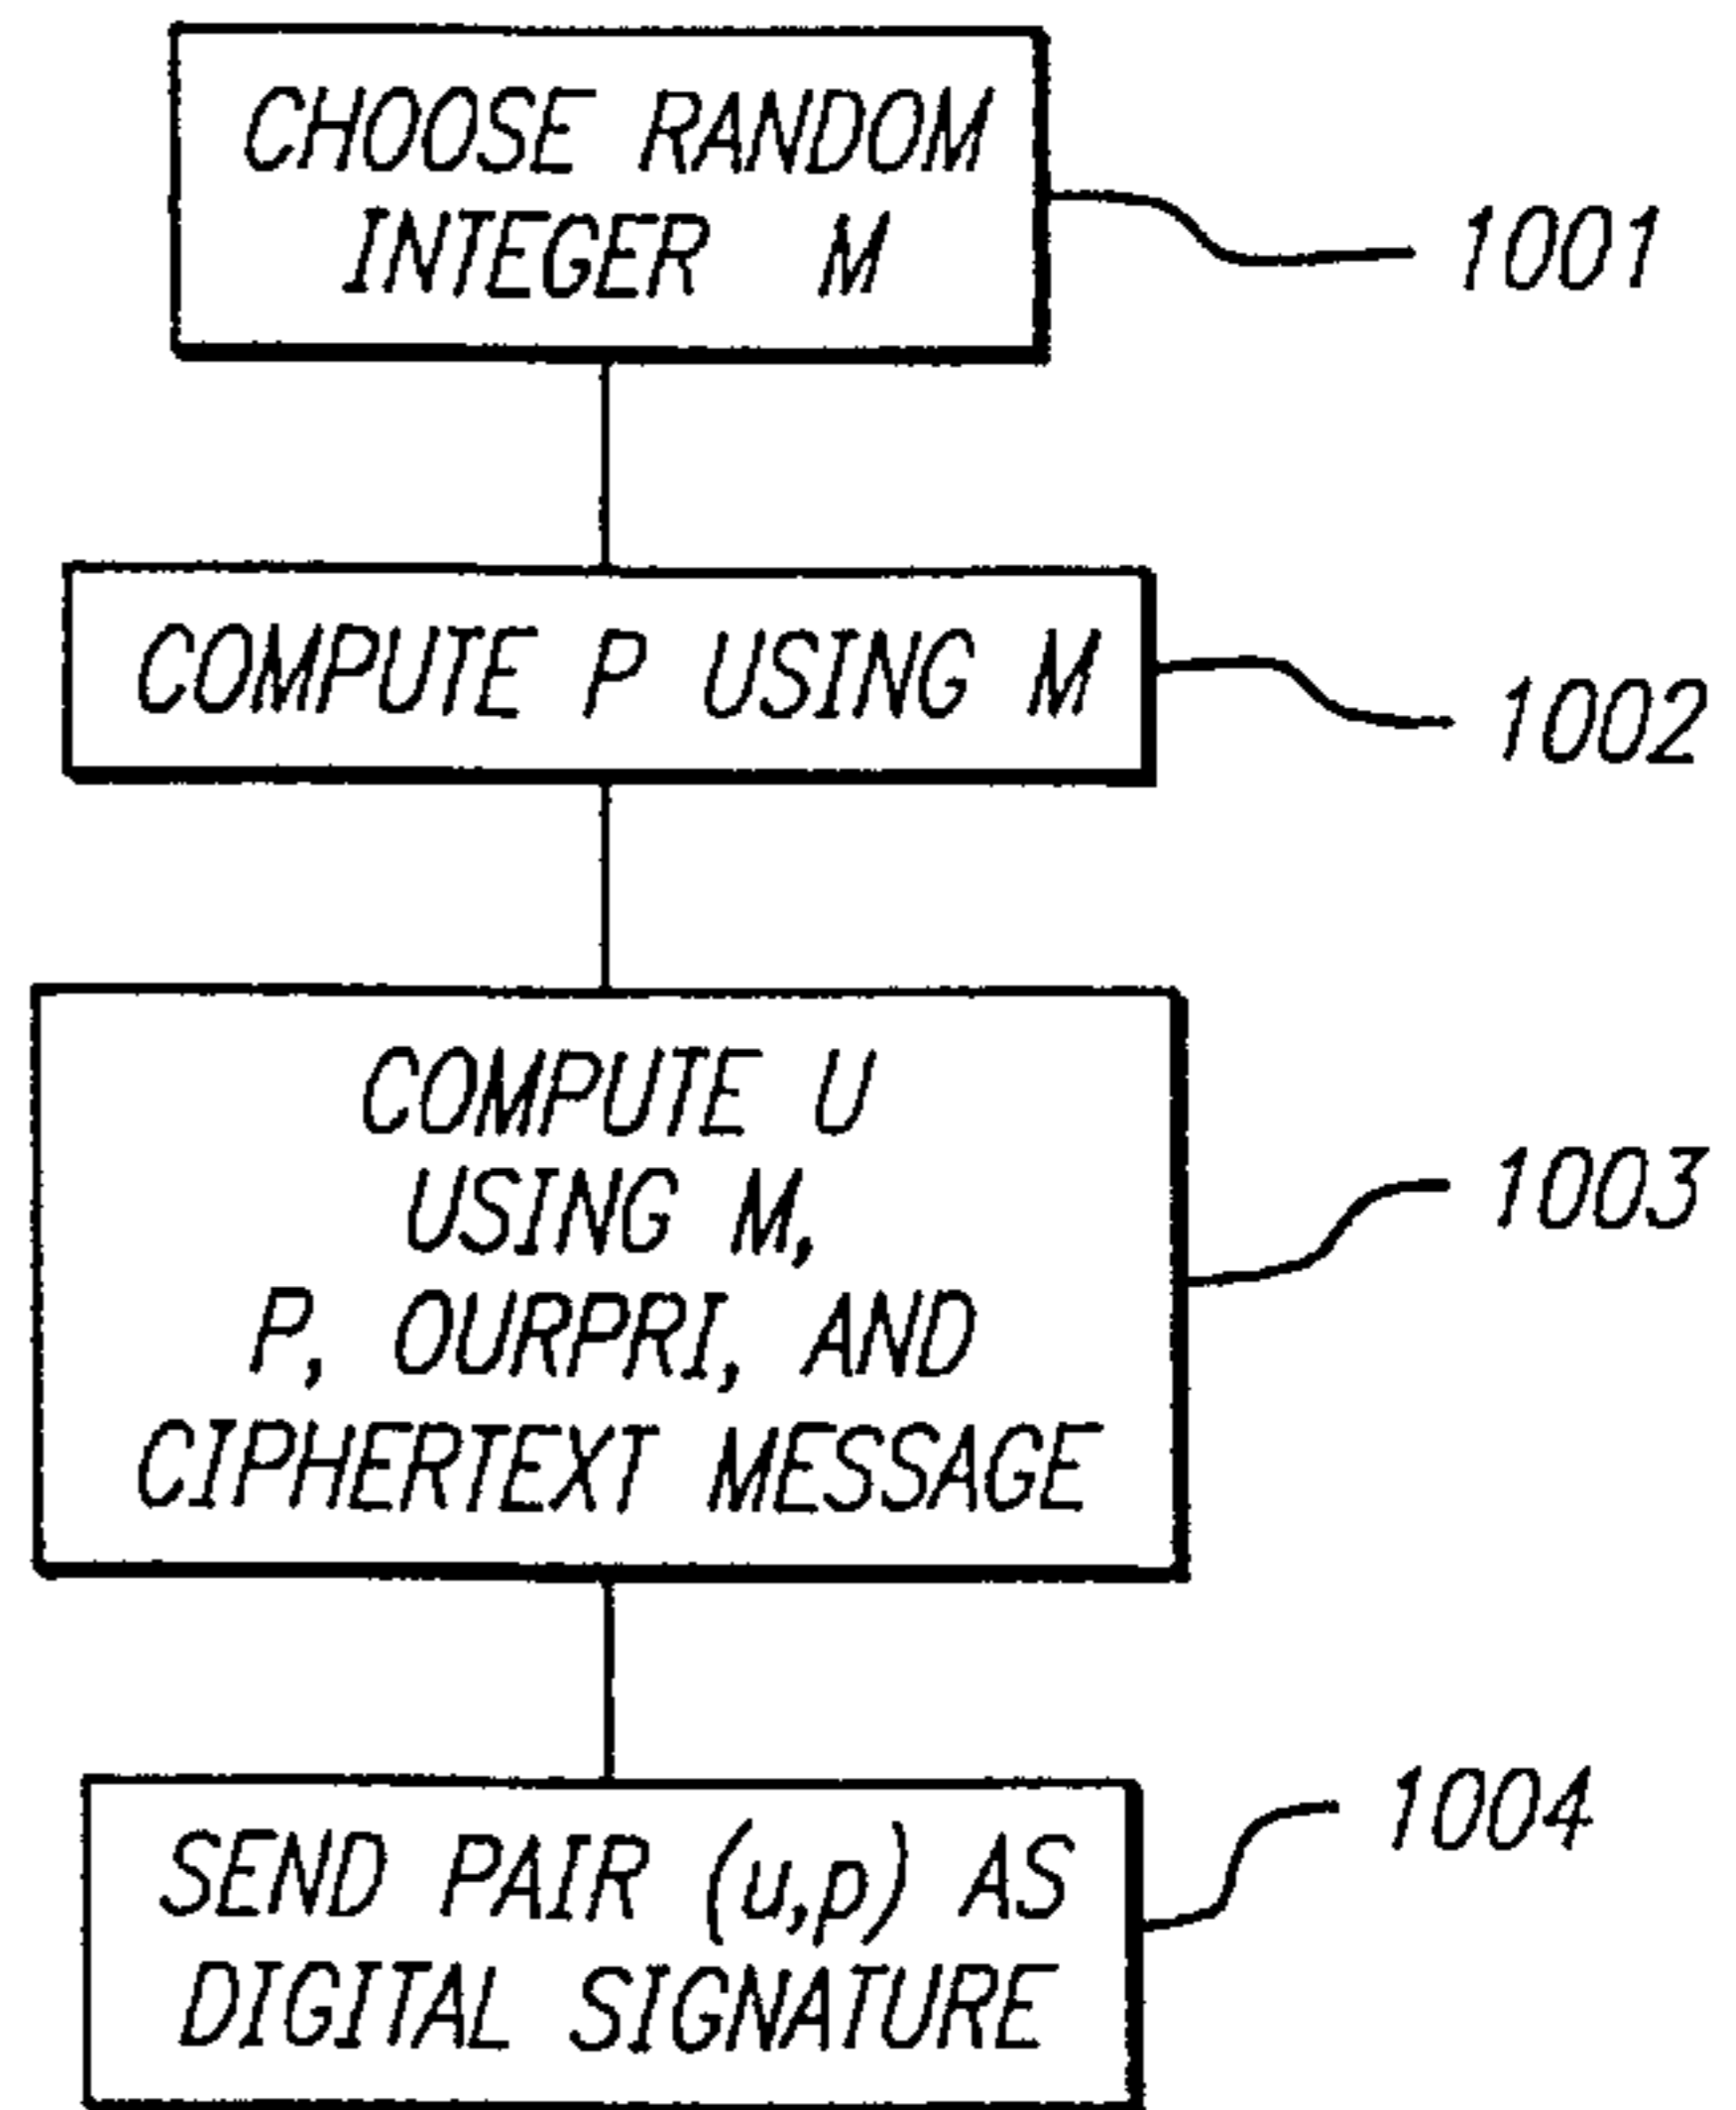 CHOOSE RANDOM
INTEGER M
1001
COMPUTE P USING M
1002
COMPUTE U
USING M,
P, OURPRI, AND
CIPHERTEXT MESSAGE
1003
SEND PAIR (u,p) AS
DIGITAL SIGNATURE
1004